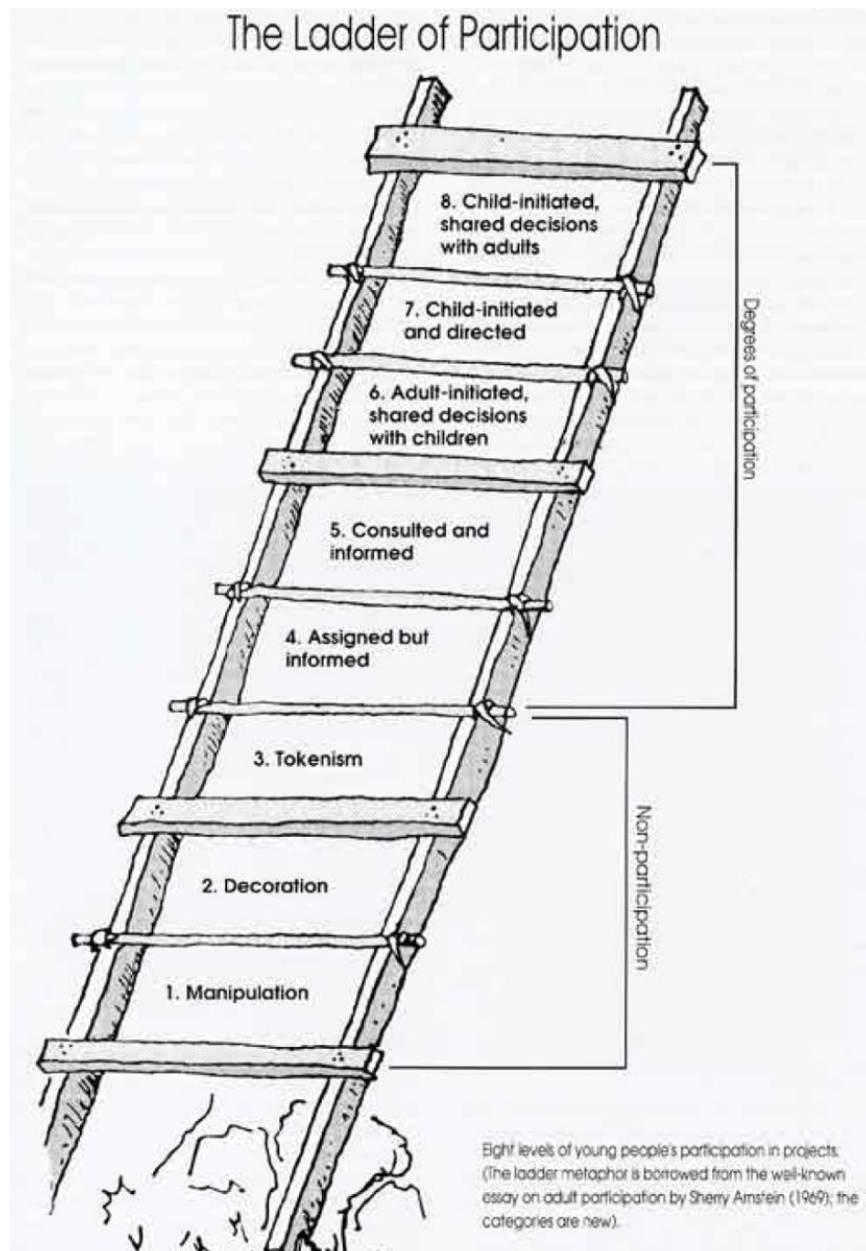 The Ladder of Participation
8. Child-initiated,
shared decisions
with adults
7. Child-initiated
and directed
6. Adult-initiated,
shared decisions
with children
5. Consulted and
informed
4. Assigned but
informed
3. Tokenism
2. Decoration
1. Manipulation
Degrees of participation
Non-participation
Eight levels of young people's participation in projects.
(The ladder metaphor is borrowed from the well-known
essay on adult participation by Sherry Arnstein (1969); the
categories are new).